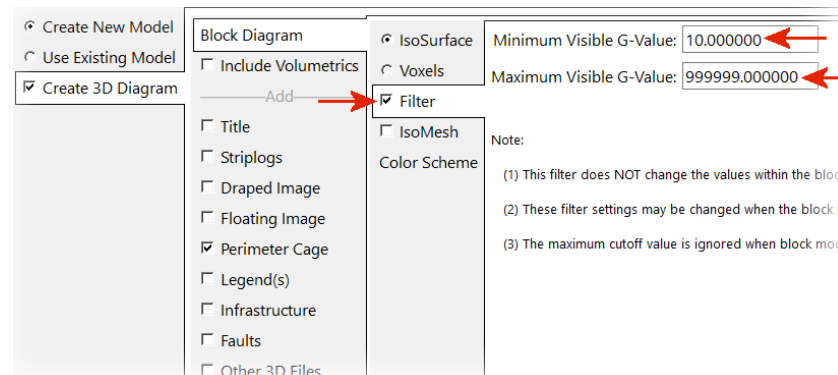 Create New Model
Use Existing Model
Create 3D Diagram
Block Diagram
Include Volumetrics
Add
Title
Striplogs
Draped Image
Floating Image
Perimeter Cage
Legend(s)
Infrastructure
Faults
Other 3D Files
IsoSurface
Voxels
Filter
IsoMesh
Color Scheme
Minimum Visible G-Value: 10.000000
Maximum Visible G-Value: 999999.000000
Note:
(1) This filter does NOT change the values within the
(2) These filter settings may be changed when the block
(3) The maximum cutoff value is ignored when block